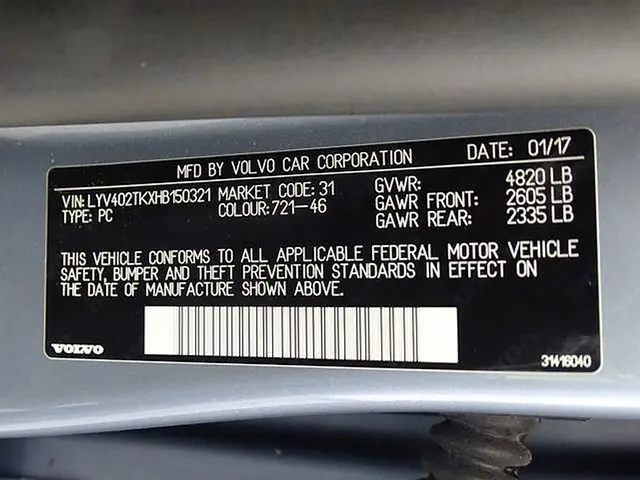 MFD BY VOLVO CAR CORPORATION DATE: 01/17
VIN: LYV402TKXHB150321 MARKET CODE: 31 GVWR: 4820 LB
TYPE: PC COLOUR: 721-46 GAWR FRONT: 2605 LB
GAWR REAR: 2335 LB
THIS VEHICLE CONFORMS TO ALL APPLICABLE FEDERAL MOTOR VEHICLE
SAFETY, BUMPER AND THEFT PREVENTION STANDARDS IN EFFECT ON
THE DATE OF MANUFACTURE SHOWN ABOVE.
VOLVO 31416040